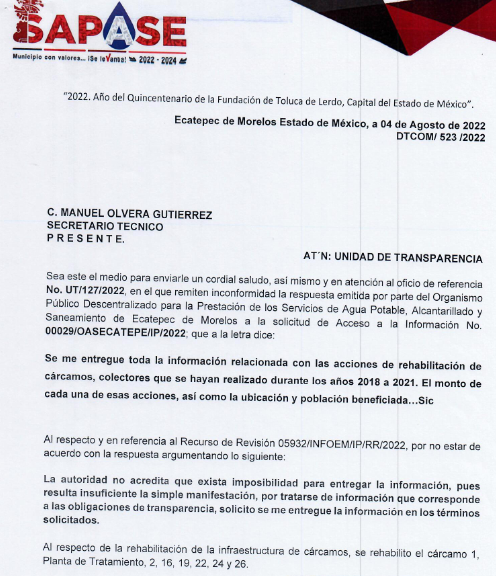 SAPASE
Municipio con valores... ¡Se leVanta! 2022 - 2024
"2022. Año del Quincentenario de la Fundación de Toluca de Lerdo, Capital del Estado de México".
Ecatepec de Morelos Estado de México, a 04 de Agosto de 2022
DTCOM/ 523 /2022
C. MANUEL OLVERA GUTIERREZ
SECRETARIO TECNICO
P R E S E N T E.
AT´N: UNIDAD DE TRANSPARENCIA
Sea este el medio para enviarle un cordial saludo, así mismo y en atención al oficio de referencia
No. UT/127/2022, en el que remiten inconformidad la respuesta emitida por parte del Organismo
Público Descentralizado para la Prestación de los Servicios de Agua Potable, Alcantarillado y
Saneamiento de Ecatepec de Morelos a la solicitud de Acceso a la Información No.
00029/OASECATEPE/IP/2022; que a la letra dice:
Se me entregue toda la información relacionada con las acciones de rehabilitación de
cárcamos, colectores que se hayan realizado durante los años 2018 a 2021. El monto de
cada una de esas acciones, así como la ubicación y población beneficiada...Sic
Al respecto y en referencia al Recurso de Revisión 05932/INFOEM/IP/RR/2022, por no estar de
acuerdo con la respuesta argumentando lo siguiente:
La autoridad no acredita que exista imposibilidad para entregar la información, pues
resulta insuficiente la simple manifestación, por tratarse de información que corresponde
a las obligaciones de transparencia, solicito se me entregue la información en los términos
solicitados.
Al respecto de la rehabilitación de la infraestructura de cárcamos, se rehabilito el cárcamo 1,
Planta de Tratamiento, 2, 16, 19, 22, 24 y 26.